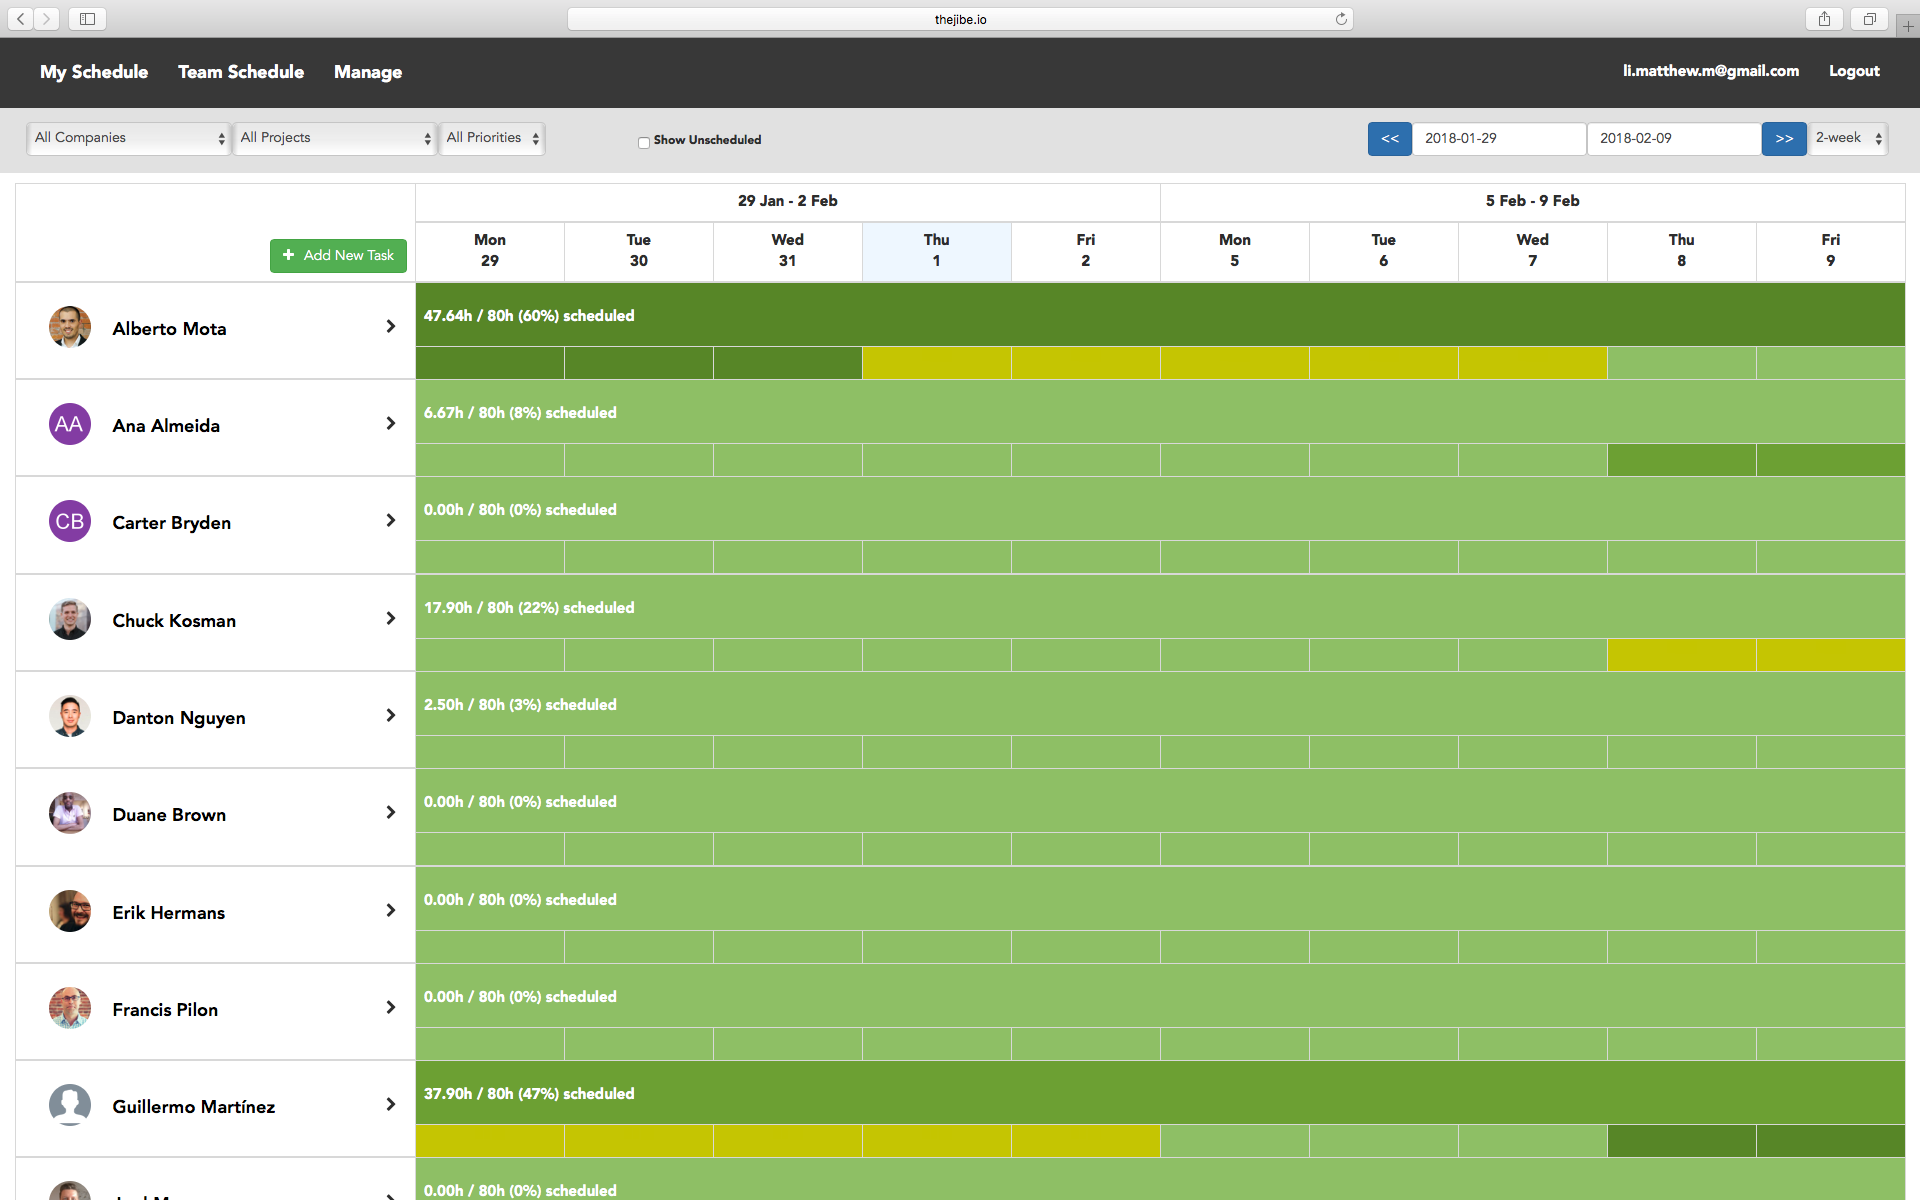 thejibe.io
My Schedule Team Schedule Manage li.matthew.m@gmail.com Logout
All Companies All Projects All Priorities Show Unscheduled << 2018-01-29 2018-02-09 >> 2-week
29 Jan - 2 Feb 5 Feb - 9 Feb
+ Add New Task
Mon Tue Wed Thu Fri Mon Tue Wed Thu Fri
29 30 31 1 2 5 6 7 8 9
Alberto Mota
47.64h / 80h (60%) scheduled
AA Ana Almeida
6.67h / 80h (8%) scheduled
CB Carter Bryden
0.00h / 80h (0%) scheduled
Chuck Kosman
17.90h / 80h (22%) scheduled
Danton Nguyen
2.50h / 80h (3%) scheduled
Duane Brown
0.00h / 80h (0%) scheduled
Erik Hermans
0.00h / 80h (0%) scheduled
Francis Pilon
0.00h / 80h (0%) scheduled
Guillermo Martínez
37.90h / 80h (47%) scheduled
0.00h / 80h (0%) scheduled